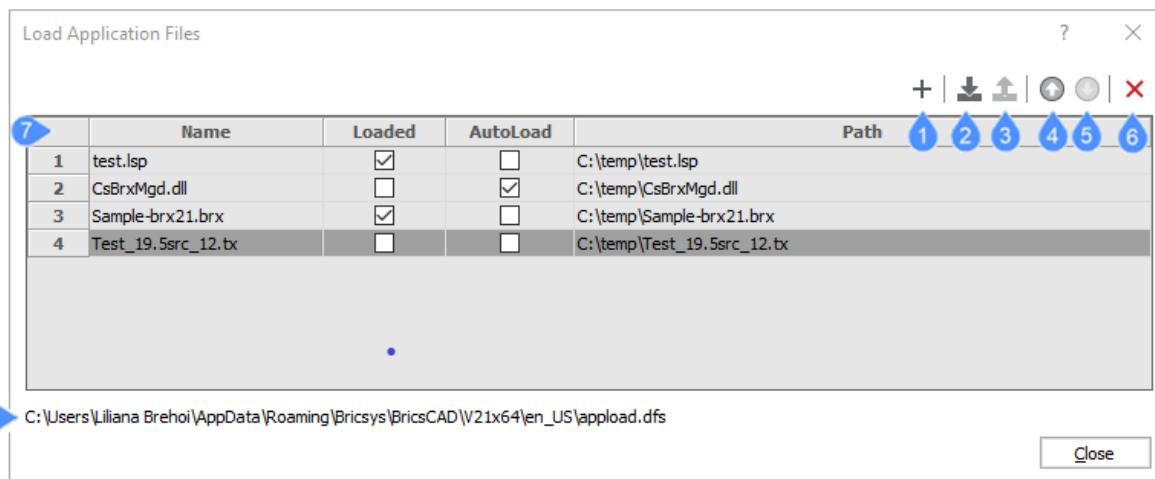 Load Application Files ?
1 2 3 4 5 6
7 Name Loaded AutoLoad Path
1 test.lsp C:\temp\test.lsp
2 CsBrxMgd.dll C:\temp\CsBrxMgd.dll
3 Sample-brx21.brx C:\temp\Sample-brx21.brx
4 Test_19.5src_12.tx C:\temp\Test_19.5src_12.tx
C:\Users\Liliana Brehoi\AppData\Roaming\Bricsys\BricsCAD\V21x64\en_US\appload.dfs
Close